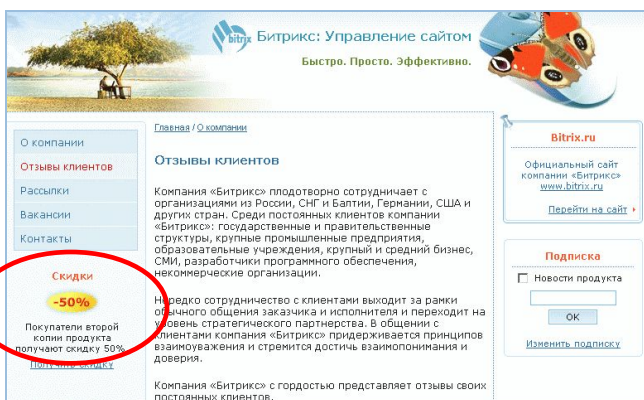 bitrix Битрикс: Управление сайтом
Быстро. Просто. Эффективно.
О компании
Отзывы клиентов
Рассылки
Вакансии
Контакты
Скидки
-50%
Покупатели второй
копии продукта
получают скидку 50%
Получить скидку
Главная / О компании
Отзывы клиентов
Компания «Битрикс» плодотворно сотрудничает с
организациями из России, СНГ и Балтии, Германии, США и
других стран. Среди постоянных клиентов компании
«Битрикс»: государственные и правительственные
структуры, крупные промышленные предприятия,
образовательные учреждения, крупный и средний бизнес,
СМИ, разработчики программного обеспечения,
некоммерческие организации.
Нередко сотрудничество с клиентами выходит за рамки
обычного общения заказчика и исполнителя и переходит на
уровень стратегического партнерства. В общении с
клиентами компания «Битрикс» придерживается принципов
взаимоуважения и стремится достичь взаимопонимания и
доверия.
Компания «Битрикс» с гордостью представляет отзывы своих
постоянных клиентов.
Bitrix.ru
Официальный сайт
компании «Битрикс»
www.bitrix.ru
Перейти на сайт
Подписка
Новости продукта
OK
Изменить подписку